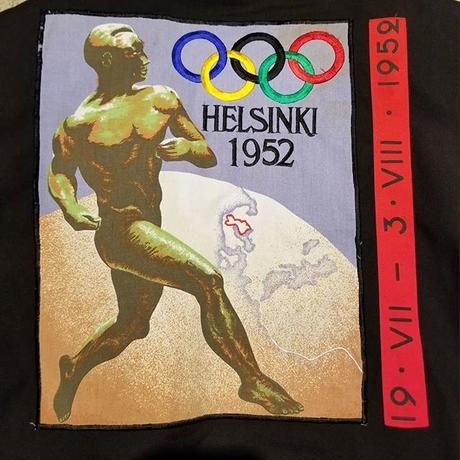 HELSINKI
1952
19 · VII – 3 · VIII · 1952